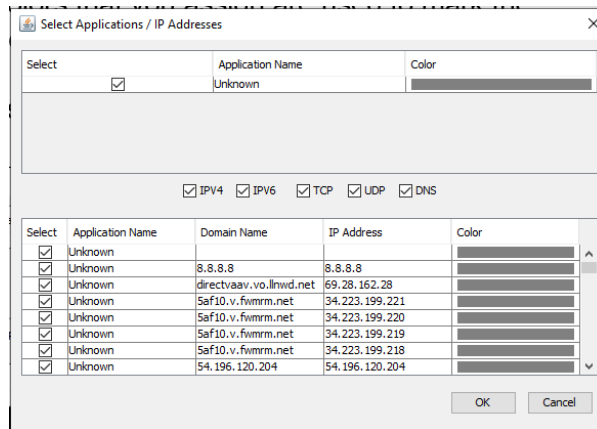 Select Applications / IP Addresses
Select Application Name Color
Unknown
IPV4 IPV6 TCP UDP DNS
Select Application Name Domain Name IP Address Color
Unknown
Unknown 8.8.8.8 8.8.8.8
Unknown directvaav.vo.llnwd.net 69.28.162.28
Unknown 5af10.v.fwmrm.net 34.223.199.221
Unknown 5af10.v.fwmrm.net 34.223.199.220
Unknown 5af10.v.fwmrm.net 34.223.199.219
Unknown 5af10.v.fwmrm.net 34.223.199.218
Unknown 54.196.120.204 54.196.120.204
OK Cancel